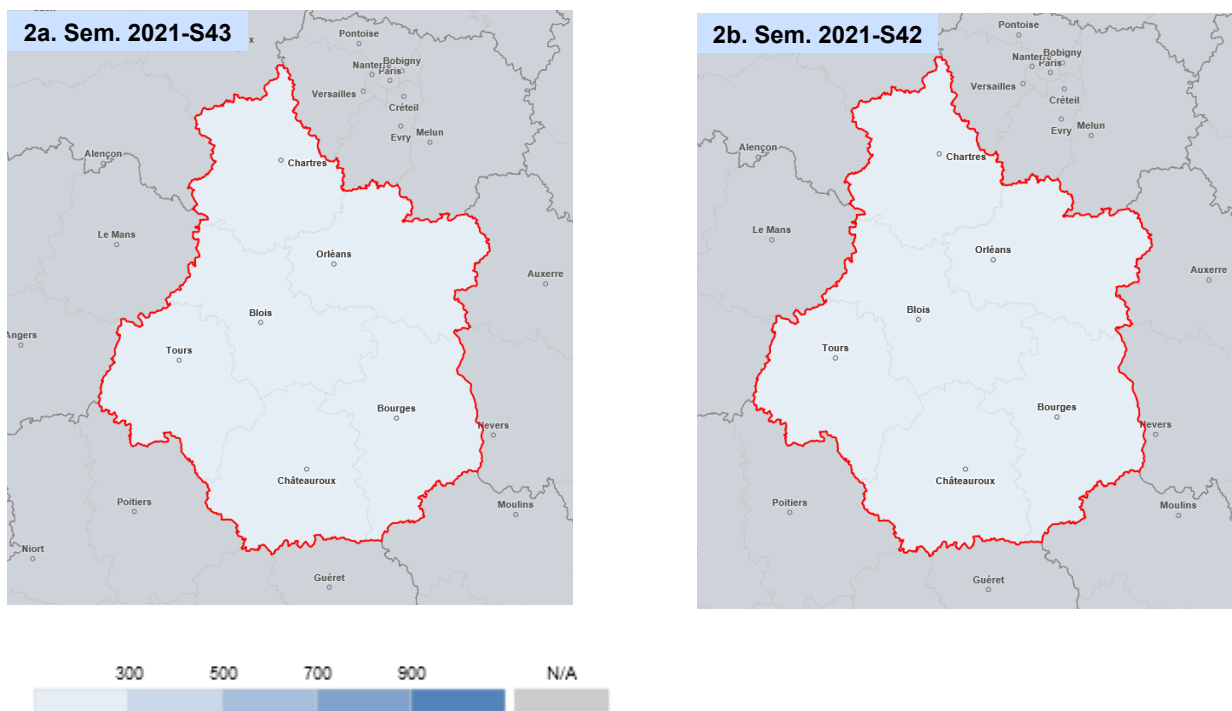 2a. Sem. 2021-S43
Pontoise
Bobigny
Nanterre
Paris
Versailles
Créteil
Evry
Melun
Alençon
Chartres
Le Mans
Orléans
Auxerre
Blois
Angers
Tours
Bourges
Nevers
Châteauroux
Poitiers
Moulins
Niort
Guéret
2b. Sem. 2021-S42
Pontoise
Bobigny
Nanterre
Paris
Versailles
Créteil
Evry
Melun
Alençon
Chartres
Le Mans
Orléans
Auxerre
Blois
Tours
Bourges
Nevers
Châteauroux
Poitiers
Moulins
Guéret
300 500 700 900 N/A